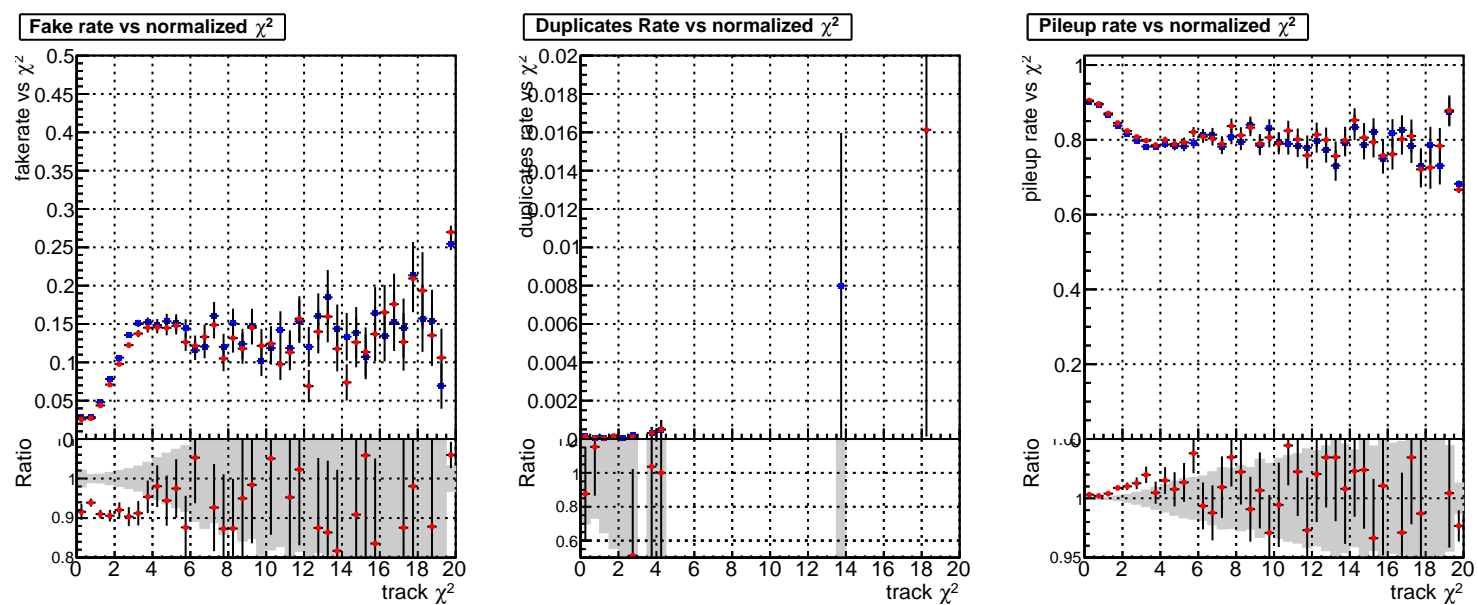 Fake rate vs normalized χ²
fakerate vs χ²
0.5
0.45
0.4
0.35
0.3
0.25
0.2
0.15
0.1
0.05
Ratio
1
0.9
0.8
0 2 4 6 8 10 12 14 16 18 20
track χ²
Duplicates Rate vs normalized χ²
duplicates rate vs χ²
0.02
0.018
0.016
0.014
0.012
0.01
0.008
0.006
0.004
0.002
0
Ratio
1
0.8
0.6
0 2 4 6 8 10 12 14 16 18 20
track χ²
Pileup rate vs normalized χ²
pileup rate vs χ²
1
0.8
0.6
0.4
0.2
Ratio
1
0.95
0 2 4 6 8 10 12 14 16 18 20
track χ²